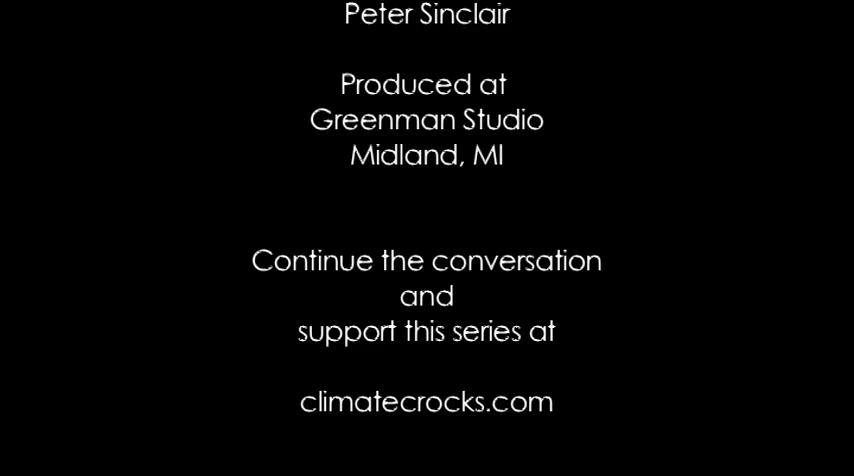 Peter Sinclair
Produced at
Greenman Studio
Midland, MI
Continue the conversation
and
support this series at
climatecrocks.com